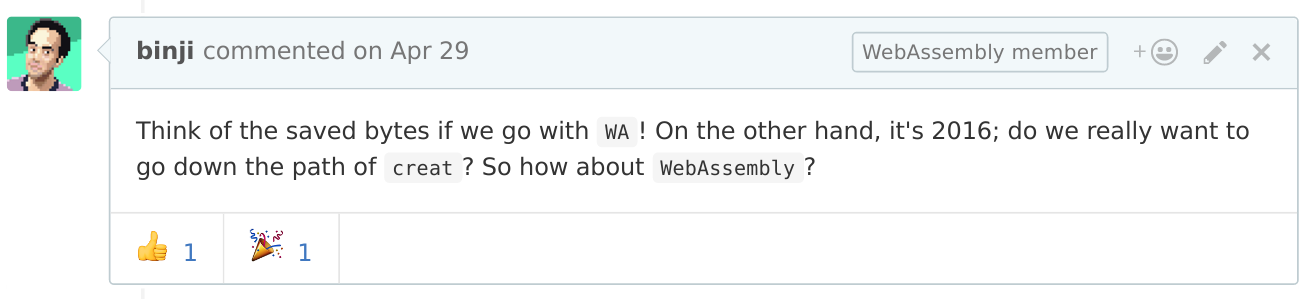 binji commented on Apr 29
WebAssembly member
Think of the saved bytes if we go with WA! On the other hand, it's 2016; do we really want to
go down the path of creat? So how about WebAssembly?
1
1